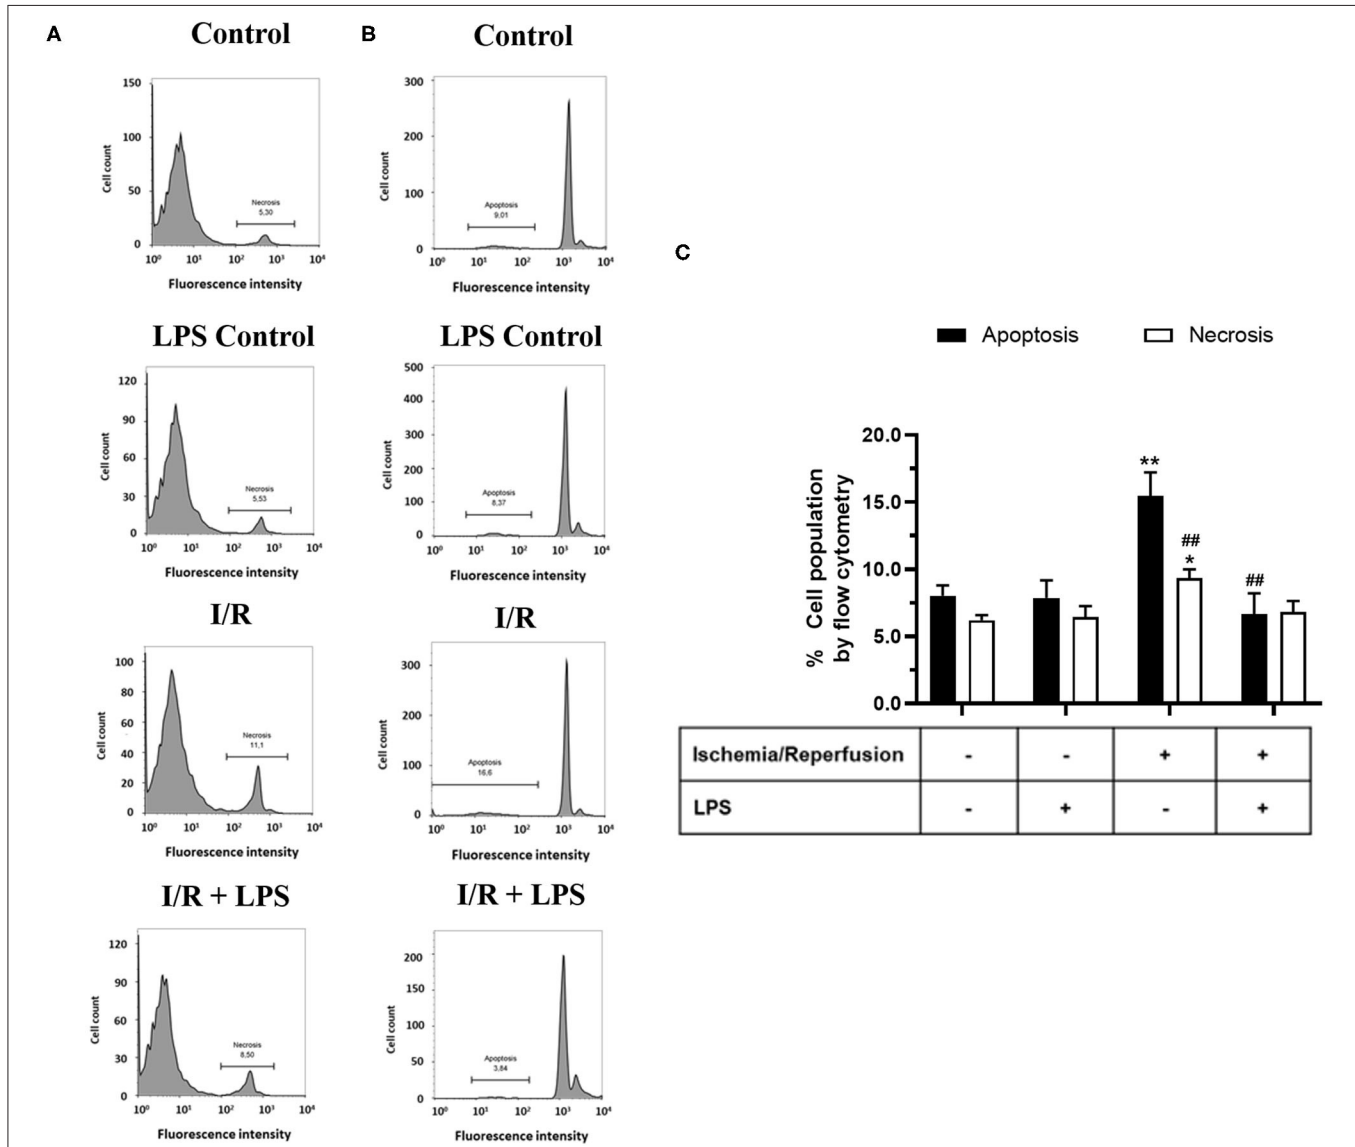 A
Control
150
100
50
0
Cell count
Necrosis
5,30
10⁰ 10¹ 10² 10³ 10⁴
Fluorescence intensity
LPS Control
120
90
60
30
0
Cell count
Necrosis
5,53
10⁰ 10¹ 10² 10³ 10⁴
Fluorescence intensity
I/R
100
80
60
40
20
0
Cell count
Necrosis
11,1
10⁰ 10¹ 10² 10³ 10⁴
Fluorescence intensity
I/R + LPS
120
90
60
30
0
Cell count
Necrosis
8,50
10⁰ 10¹ 10² 10³ 10⁴
Fluorescence intensity
B
Control
300
200
100
0
Cell count
Apoptosis
9,01
10⁰ 10¹ 10² 10³ 10⁴
Fluorescence intensity
LPS Control
500
400
300
200
100
0
Cell count
Apoptosis
8,37
10⁰ 10¹ 10² 10³ 10⁴
Fluorescence intensity
I/R
300
200
100
0
Cell count
Apoptosis
16,6
10⁰ 10¹ 10² 10³ 10⁴
Fluorescence intensity
I/R + LPS
200
150
100
50
0
Cell count
Apoptosis
3,84
10⁰ 10¹ 10² 10³ 10⁴
Fluorescence intensity
C
Apoptosis Necrosis
% Cell population
by flow cytometry
20.0
15.0
10.0
5.0
0.0
**
##
*
##
Ischemia/Reperfusion - - + +
LPS - + - +